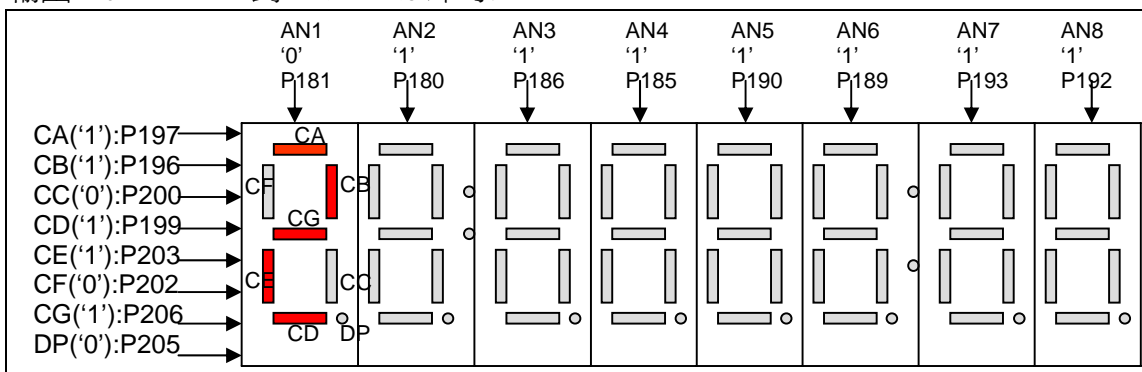 AN1 AN2 AN3 AN4 AN5 AN6 AN7 AN8
‘0’ ‘1’ ‘1’ ‘1’ ‘1’ ‘1’ ‘1’ ‘1’
P181 P180 P186 P185 P190 P189 P193 P192
CA(‘1’):P197
CB(‘1’):P196
CC(‘0’):P200
CD(‘1’):P199
CE(‘1’):P203
CF(‘0’):P202
CG(‘1’):P206
DP(‘0’):P205
CA
CF CB
CG
CE CC
CD DP